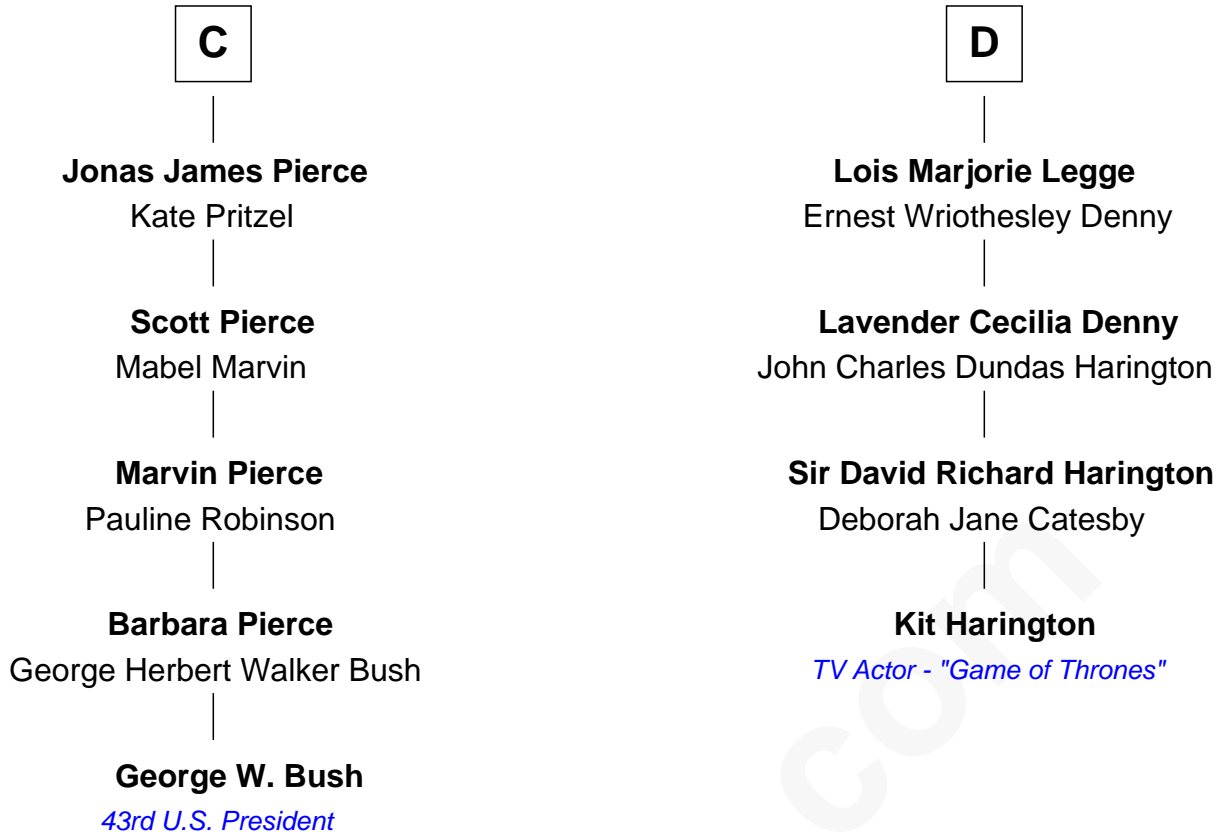 C
Jonas James Pierce
Kate Pritzel
Scott Pierce
Mabel Marvin
Marvin Pierce
Pauline Robinson
Barbara Pierce
George Herbert Walker Bush
George W. Bush
43rd U.S. President
D
Lois Marjorie Legge
Ernest Wriothesley Denny
Lavender Cecilia Denny
John Charles Dundas Harington
Sir David Richard Harington
Deborah Jane Catesby
Kit Harington
TV Actor - "Game of Thrones"
com